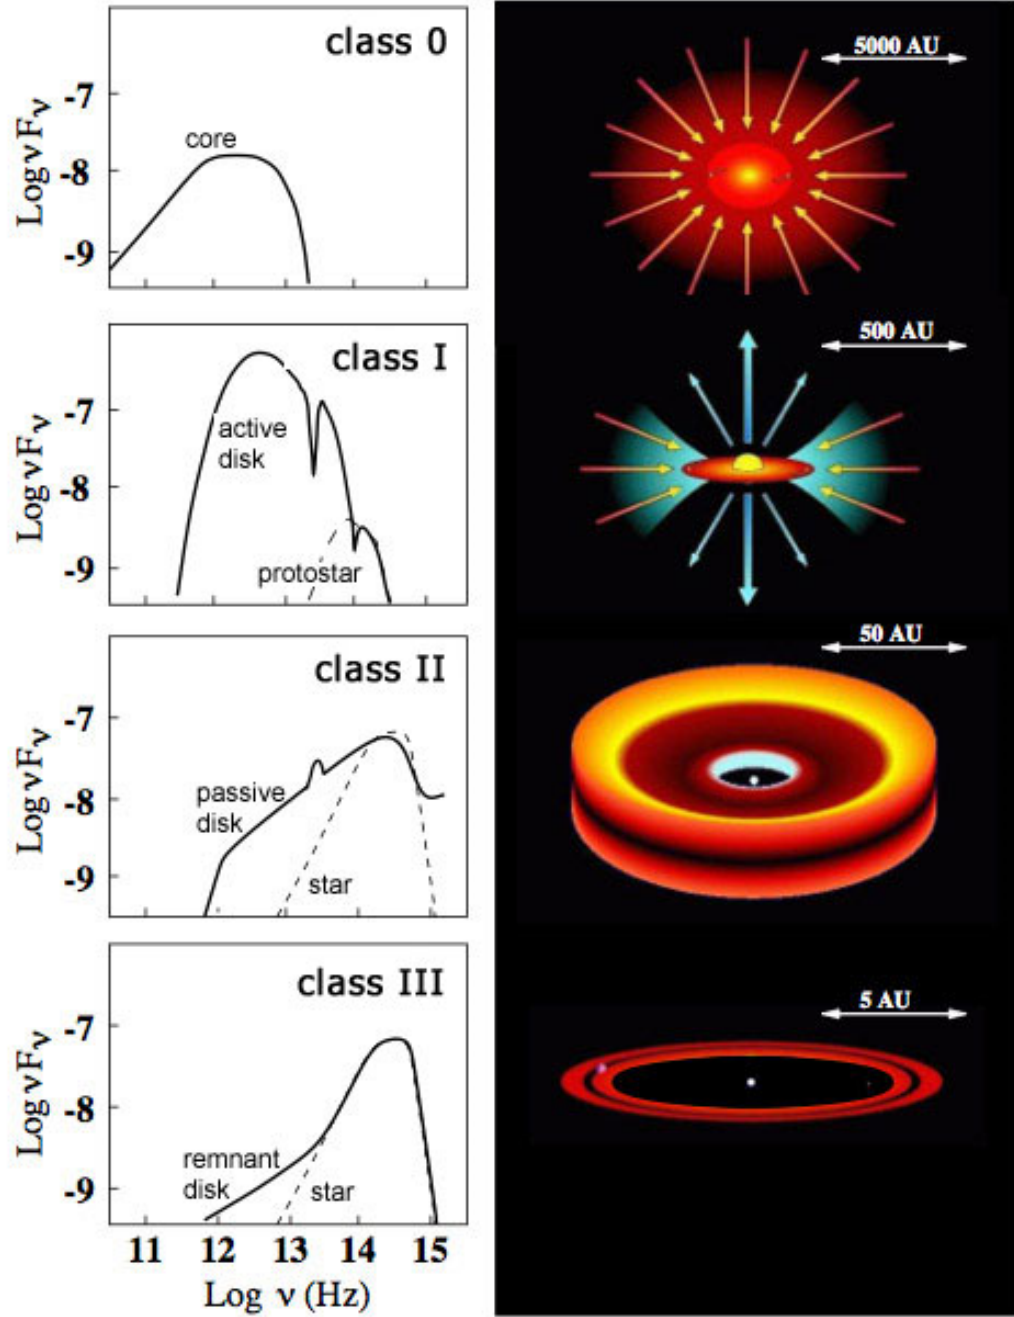 class 0
5000 AU
Log νFν
-7
-8
-9
core
class I
500 AU
Log νFν
-7
-8
-9
active
disk
protostar
class II
50 AU
Log νFν
-7
-8
-9
passive
disk
star
class III
5 AU
Log νFν
-7
-8
-9
remnant
disk
star
11 12 13 14 15
Log ν (Hz)